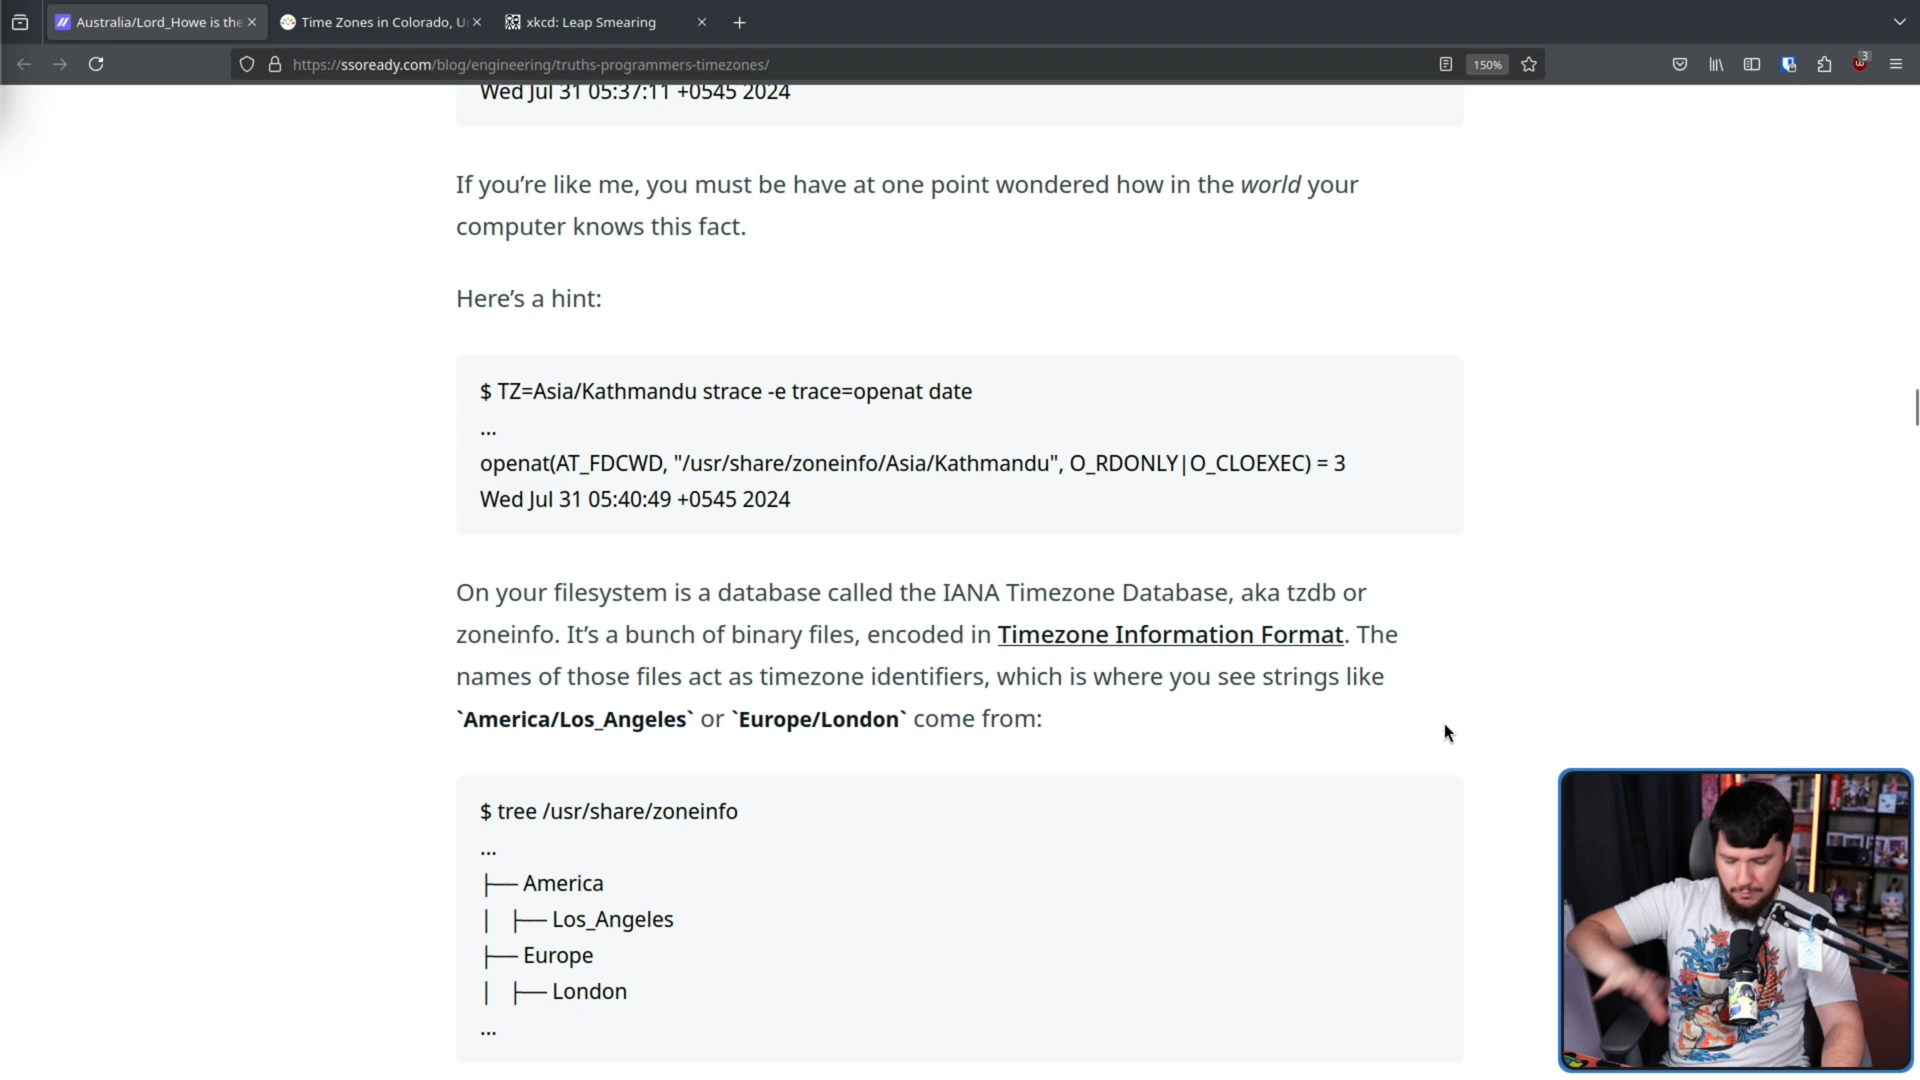 Australia/Lord_Howe is the
Time Zones in Colorado, U
xkcd: Leap Smearing
https://ssoready.com/blog/engineering/truths-programmers-timezones/
150%
3
Wed Jul 31 05:37:11 +0545 2024
If you’re like me, you must be have at one point wondered how in the world your
computer knows this fact.
Here’s a hint:
$ TZ=Asia/Kathmandu strace -e trace=openat date
...
openat(AT_FDCWD, "/usr/share/zoneinfo/Asia/Kathmandu", O_RDONLY|O_CLOEXEC) = 3
Wed Jul 31 05:40:49 +0545 2024
On your filesystem is a database called the IANA Timezone Database, aka tzdb or
zoneinfo. It’s a bunch of binary files, encoded in Timezone Information Format. The
names of those files act as timezone identifiers, which is where you see strings like
`America/Los_Angeles` or `Europe/London` come from:
$ tree /usr/share/zoneinfo
...
├── America
│ ├── Los_Angeles
├── Europe
│ ├── London
...